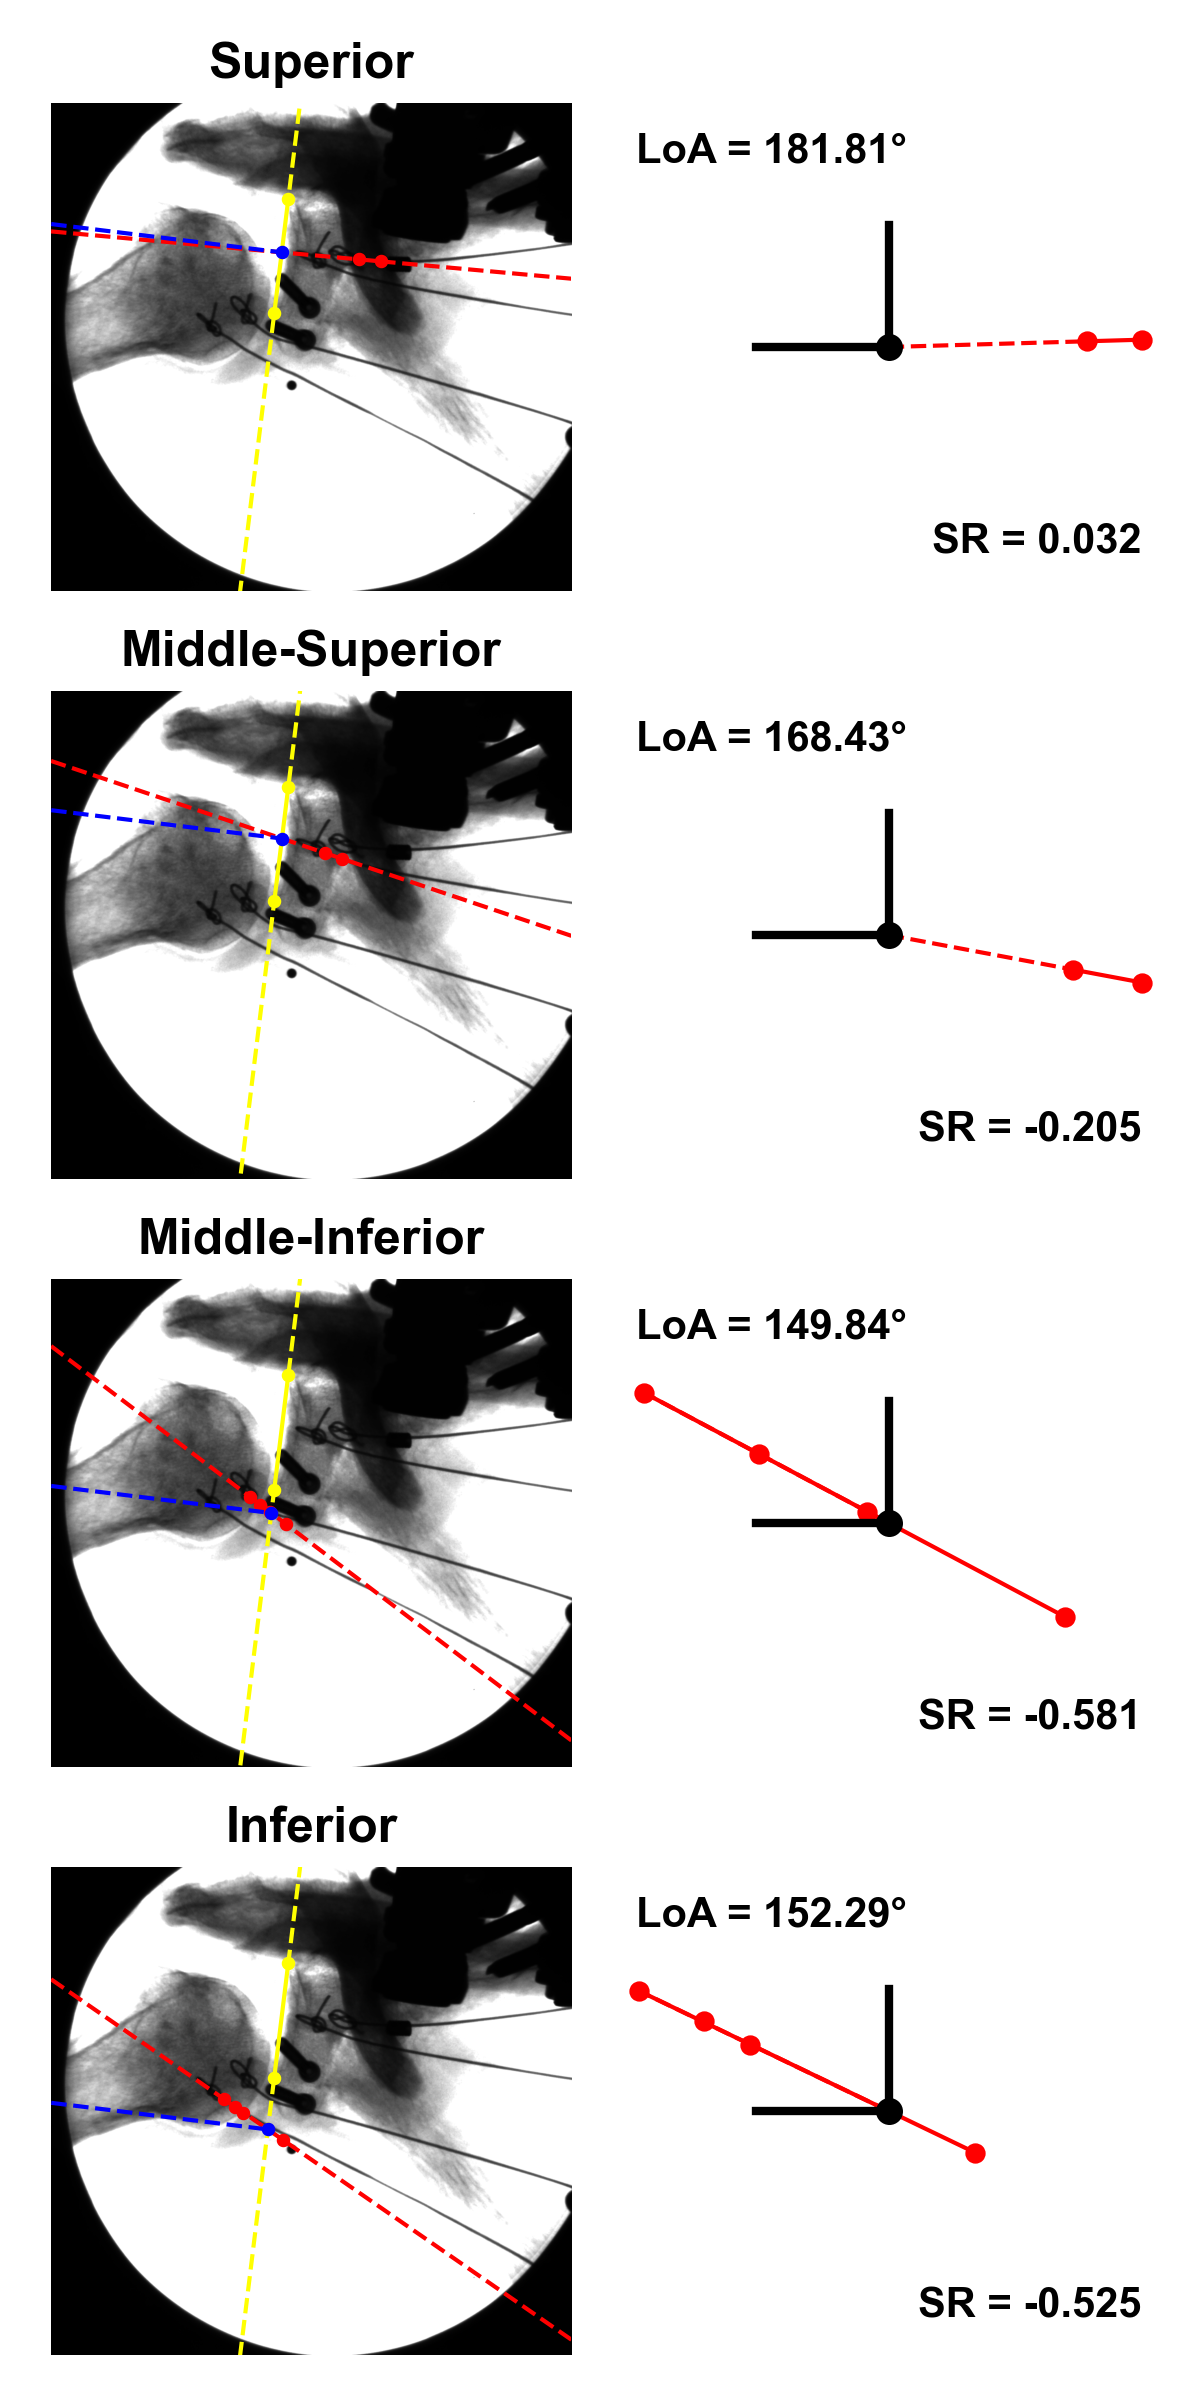 Superior
LoA = 181.81°
SR = 0.032
Middle-Superior
LoA = 168.43°
SR = -0.205
Middle-Inferior
LoA = 149.84°
SR = -0.581
Inferior
LoA = 152.29°
SR = -0.525